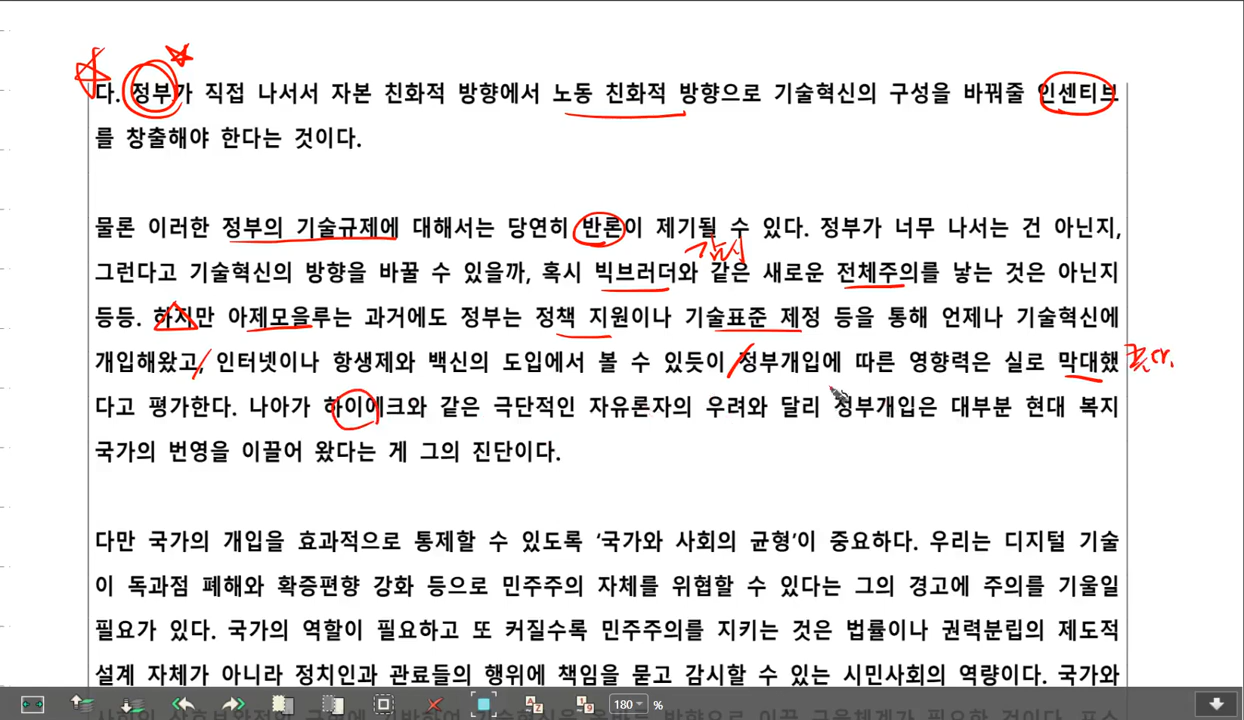 다. 정부가 직접 나서서 자본 친화적 방향에서 노동 친화적 방향으로 기술혁신의 구성을 바꿔줄 인센티브
를 창출해야 한다는 것이다.
물론 이러한 정부의 기술규제에 대해서는 당연히 반론이 제기될 수 있다. 정부가 너무 나서는 건 아닌지,
감시
그런다고 기술혁신의 방향을 바꿀 수 있을까, 혹시 빅브러더와 같은 새로운 전체주의를 낳는 것은 아닌지
등등. 하지만 아제모을루는 과거에도 정부는 정책 지원이나 기술표준 제정 등을 통해 언제나 기술혁신에
개입해왔고, 인터넷이나 항생제와 백신의 도입에서 볼 수 있듯이 정부개입에 따른 영향력은 실로 막대했
다고 평가한다. 나아가 하이에크와 같은 극단적인 자유론자의 우려와 달리 정부개입은 대부분 현대 복지
국가의 번영을 이끌어 왔다는 게 그의 진단이다.
다만 국가의 개입을 효과적으로 통제할 수 있도록 ‘국가와 사회의 균형’이 중요하다. 우리는 디지털 기술
이 독과점 폐해와 확증편향 강화 등으로 민주주의 자체를 위협할 수 있다는 그의 경고에 주의를 기울일
필요가 있다. 국가의 역할이 필요하고 또 커질수록 민주주의를 지키는 것은 법률이나 권력분립의 제도적
설계 자체가 아니라 정치인과 관료들의 행위에 책임을 묻고 감시할 수 있는 시민사회의 역량이다. 국가와
180 %